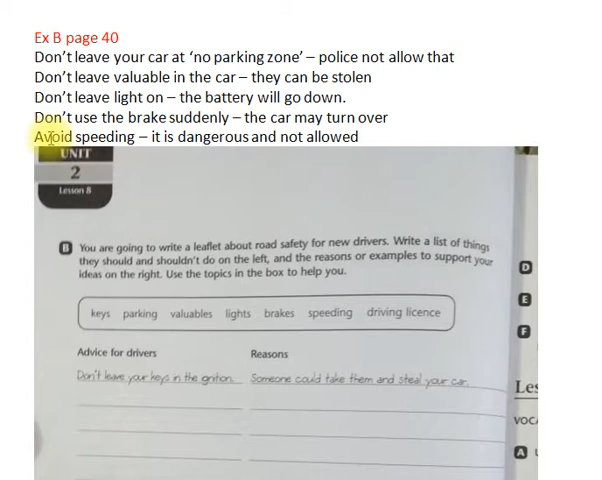 Ex B page 40
Don't leave your car at 'no parking zone' – police not allow that
Don't leave valuable in the car – they can be stolen
Don't leave light on – the battery will go down.
Don't use the brake suddenly – the car may turn over
Avoid speeding – it is dangerous and not allowed
UNIT
2
Lesson 8
B You are going to write a leaflet about road safety for new drivers. Write a list of things
they should and shouldn't do on the left, and the reasons or examples to support your
ideas on the right. Use the topics in the box to help you.
keys parking valuables lights brakes speeding driving licence
Advice for drivers Reasons
Don't leave your keys in the ignition. Someone could take them and steal your car.
D
E
F
Les
VOCA
A